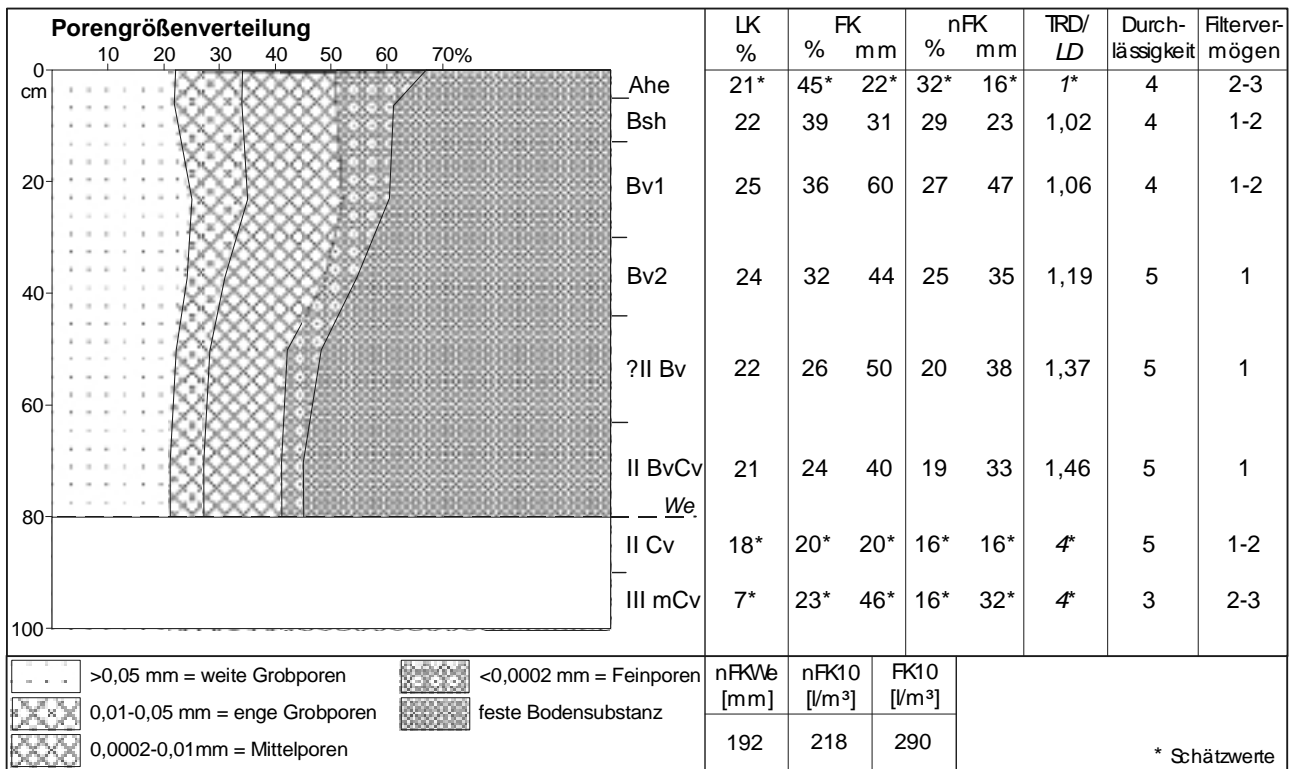 Porengrößenverteilung
10 20 30 40 50 60 70%
0
cm
20
40
60
80
100
LK FK nFK TRD/ Durch- Filterver-
% % mm % mm LD lässigkeit mögen
Ahe 21* 45* 22* 32* 16* 1* 4 2-3
Bsh 22 39 31 29 23 1,02 4 1-2
Bv1 25 36 60 27 47 1,06 4 1-2
Bv2 24 32 44 25 35 1,19 5 1
?II Bv 22 26 50 20 38 1,37 5 1
II BvCv 21 24 40 19 33 1,46 5 1
We
II Cv 18* 20* 20* 16* 16* 4* 5 1-2
III mCv 7* 23* 46* 16* 32* 4* 3 2-3
>0,05 mm = weite Grobporen
0,01-0,05 mm = enge Grobporen
0,0002-0,01mm = Mittelporen
<0,0002 mm = Feinporen
feste Bodensubstanz
nFKWe nFK10 FK10
[mm] [l/m³] [l/m³]
192 218 290
* Schätzwerte